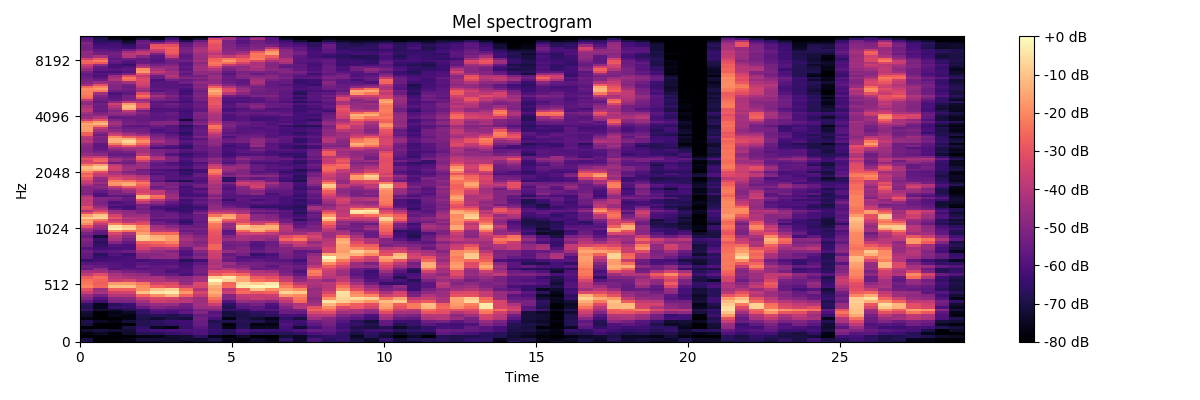 Mel spectrogram
8192
4096
2048
1024
512
0
Hz
0 5 10 15 20 25
Time
+0 dB
-10 dB
-20 dB
-30 dB
-40 dB
-50 dB
-60 dB
-70 dB
-80 dB